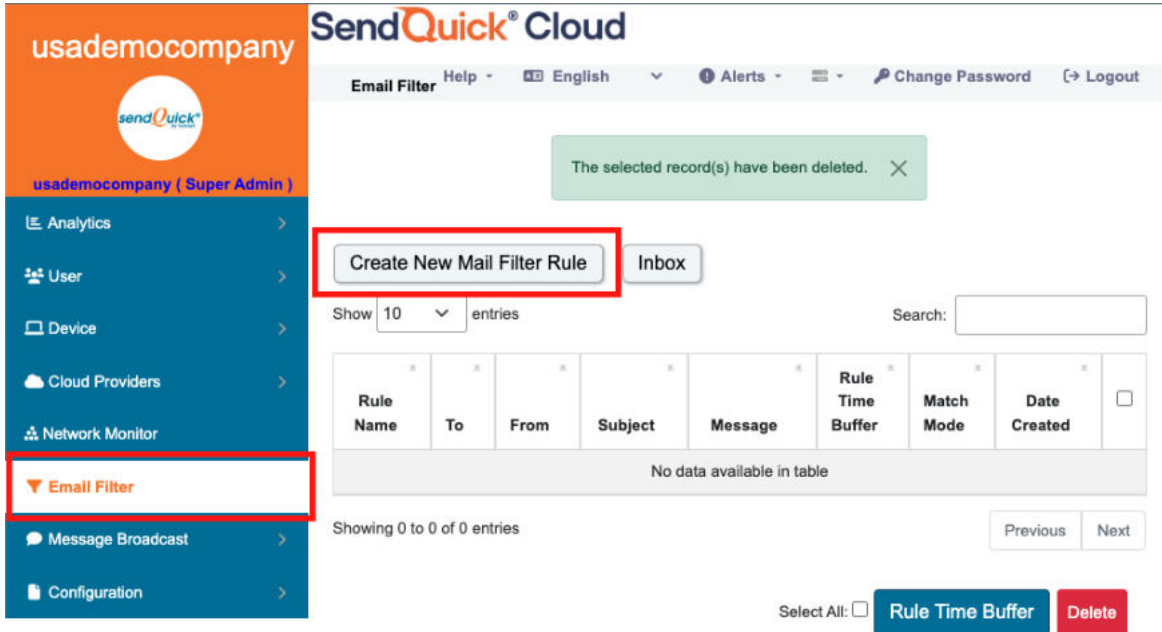 usademocompany
sendQuick®
usademocompany ( Super Admin )
Analytics
User
Device
Cloud Providers
Network Monitor
Email Filter
Message Broadcast
Configuration
SendQuick® Cloud
Email Filter Help English Alerts Change Password Logout
The selected record(s) have been deleted.
Create New Mail Filter Rule Inbox
Show 10 entries Search:
Rule Name To From Subject Message Rule Time Buffer Match Mode Date Created
No data available in table
Showing 0 to 0 of 0 entries Previous Next
Select All: Rule Time Buffer Delete